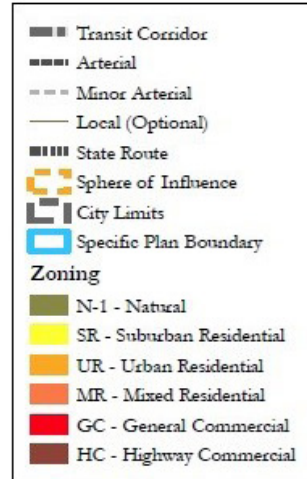 Transit Corridor
Arterial
Minor Arterial
Local (Optional)
State Route
Sphere of Influence
City Limits
Specific Plan Boundary
Zoning
N-1 - Natural
SR - Suburban Residential
UR - Urban Residential
MR - Mixed Residential
GC - General Commercial
HC - Highway Commercial